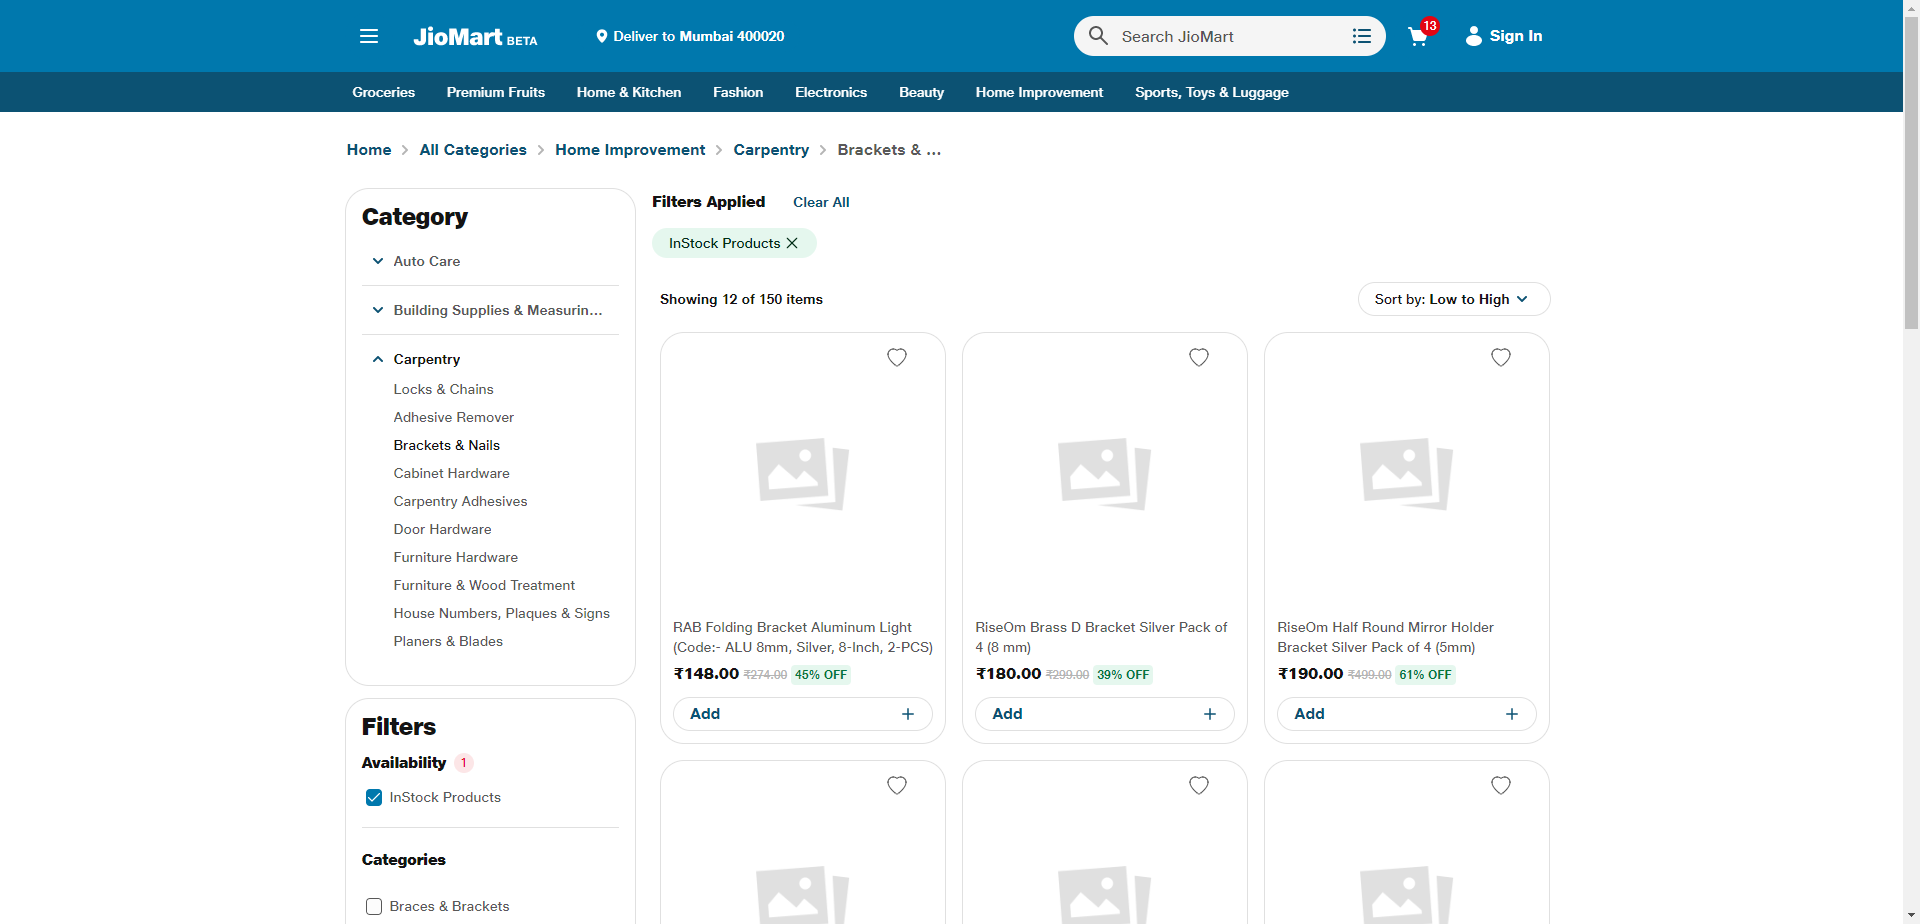 JioMart BETA
Deliver to Mumbai 400020
Search JioMart
13
Sign In
Groceries
Premium Fruits
Home & Kitchen
Fashion
Electronics
Beauty
Home Improvement
Sports, Toys & Luggage
Home
All Categories
Home Improvement
Carpentry
Brackets & ...
Category
Auto Care
Building Supplies & Measurin...
Carpentry
Locks & Chains
Adhesive Remover
Brackets & Nails
Cabinet Hardware
Carpentry Adhesives
Door Hardware
Furniture Hardware
Furniture & Wood Treatment
House Numbers, Plaques & Signs
Planers & Blades
Filters
Availability 1
InStock Products
Categories
Braces & Brackets
Filters Applied
Clear All
InStock Products
Showing 12 of 150 items
Sort by: Low to High
RAB Folding Bracket Aluminum Light
(Code:- ALU 8mm, Silver, 8-Inch, 2-PCS)
₹148.00 ₹274.00 45% OFF
Add
RiseOm Brass D Bracket Silver Pack of
4 (8 mm)
₹180.00 ₹299.00 39% OFF
Add
RiseOm Half Round Mirror Holder
Bracket Silver Pack of 4 (5mm)
₹190.00 ₹499.00 61% OFF
Add